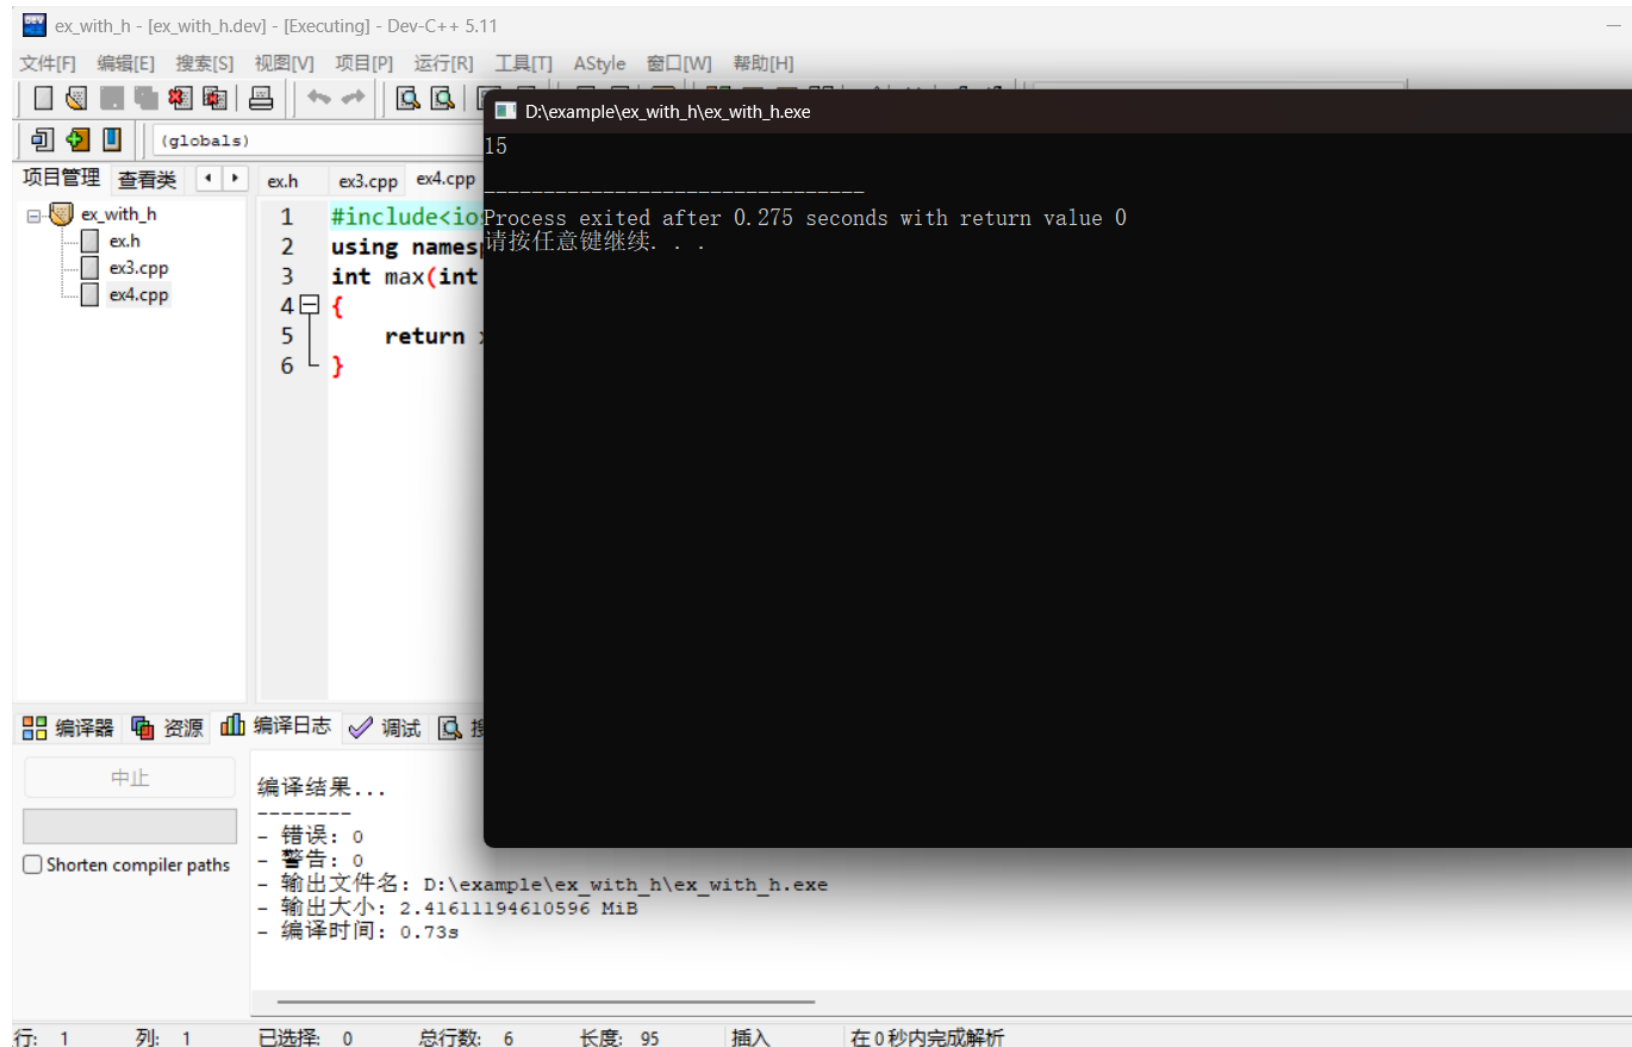 ex_with_h - [ex_with_h.dev] - [Executing] - Dev-C++ 5.11
文件[F] 编辑[E] 搜索[S] 视图[V] 项目[P] 运行[R] 工具[T] AStyle 窗口[W] 帮助[H]
D:\example\ex_with_h\ex_with_h.exe
(globals)
15
--------------------------------
Process exited after 0.275 seconds with return value 0
请按任意键继续. . .
项目管理 查看类
ex_with_h
ex.h
ex3.cpp
ex4.cpp
ex.h ex3.cpp ex4.cpp
1 #include<io
2 using names
3 int max(int
4 {
5 return
6 }
编译器 资源 编译日志 调试
中止
Shorten compiler paths
编译结果...
--------
- 错误: 0
- 警告: 0
- 输出文件名: D:\example\ex_with_h\ex_with_h.exe
- 输出大小: 2.41611194610596 MiB
- 编译时间: 0.73s
行: 1 列: 1 已选择: 0 总行数: 6 长度: 95 插入 在 0 秒内完成解析